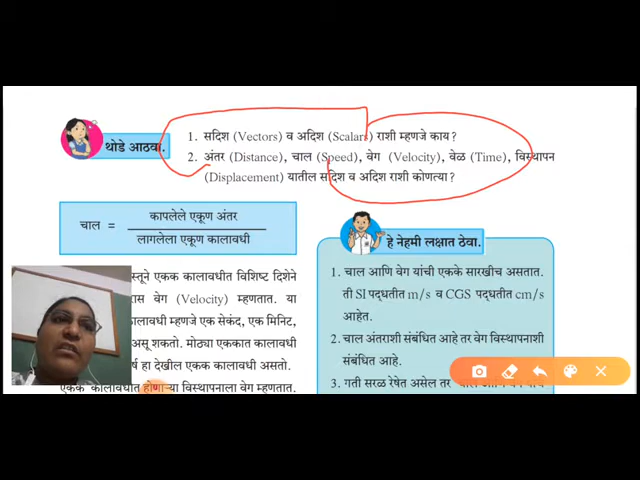 थोडे आठवा.
1. सदिश (Vectors) व अदिश (Scalars) राशी म्हणजे काय?
2. अंतर (Distance), चाल (Speed), वेग (Velocity), वेळ (Time), विस्थापन
(Displacement) यातील सदिश व अदिश राशी कोणत्या?
चाल = कापलेले एकूण अंतर
लागलेला एकूण कालावधी
स्तूने एकक कालावधीत विशिष्ट दिशेने
रास वेग (Velocity) म्हणतात. या
कालावधी म्हणजे एक सेकंद, एक मिनिट,
असू शकतो. मोठ्या एककात कालावधी
र्ष हा देखील एकक कालावधी असतो.
एकक कालावधीत होणाऱ्या विस्थापनाला वेग म्हणतात.
हे नेहमी लक्षात ठेवा.
1. चाल आणि वेग यांची एकके सारखीच असतात.
ती SI पद्धतीत m/s व CGS पद्धतीत cm/s
आहेत.
2. चाल अंतराशी संबंधित आहे तर वेग विस्थापनाशी
संबंधित आहे.
3. गती सरळ रेषेत असेल तर